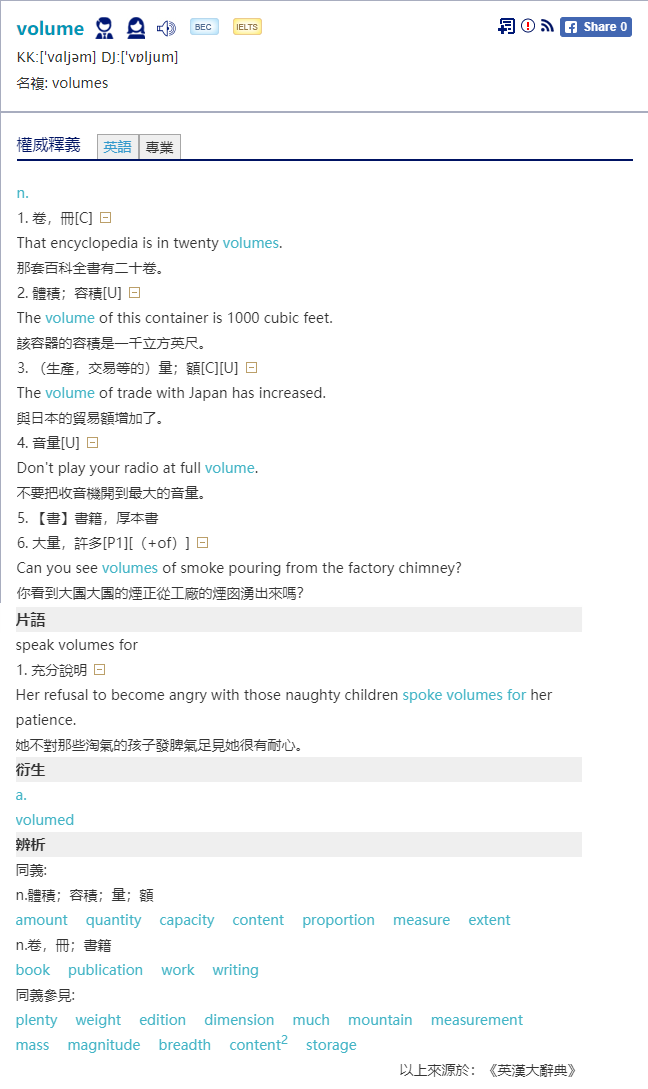 volume BEC IELTS Share 0
KK:[ˈvɑljəm] DJ:[ˈvɒljum]
名複: volumes
權威釋義 英語 專業
n.
1. 卷，冊[C]
That encyclopedia is in twenty volumes.
那套百科全書有二十卷。
2. 體積；容積[U]
The volume of this container is 1000 cubic feet.
該容器的容積是一千立方英尺。
3. （生產，交易等的）量；額[C][U]
The volume of trade with Japan has increased.
與日本的貿易額增加了。
4. 音量[U]
Don't play your radio at full volume.
不要把收音機開到最大的音量。
5. 【書】書籍，厚本書
6. 大量，許多[P1][（+of）]
Can you see volumes of smoke pouring from the factory chimney?
你看到大團大團的煙正從工廠的煙囪湧出來嗎？
片語
speak volumes for
1. 充分說明
Her refusal to become angry with those naughty children spoke volumes for her
patience.
她不對那些淘氣的孩子發脾氣足見她很有耐心。
衍生
a.
volumed
辨析
同義:
n.體積；容積；量；額
amount quantity capacity content proportion measure extent
n.卷，冊；書籍
book publication work writing
同義參見:
plenty weight edition dimension much mountain measurement
mass magnitude breadth content2 storage
以上來源於：《英漢大辭典》